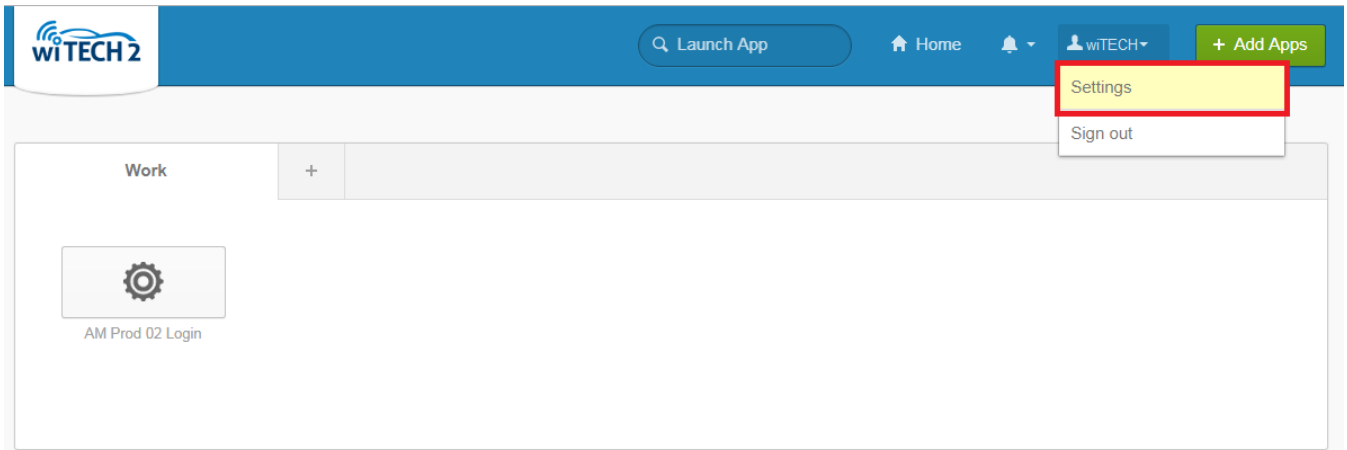 wiTECH 2
Launch App
Home
wiTECH
+ Add Apps
Settings
Sign out
Work
+
AM Prod 02 Login